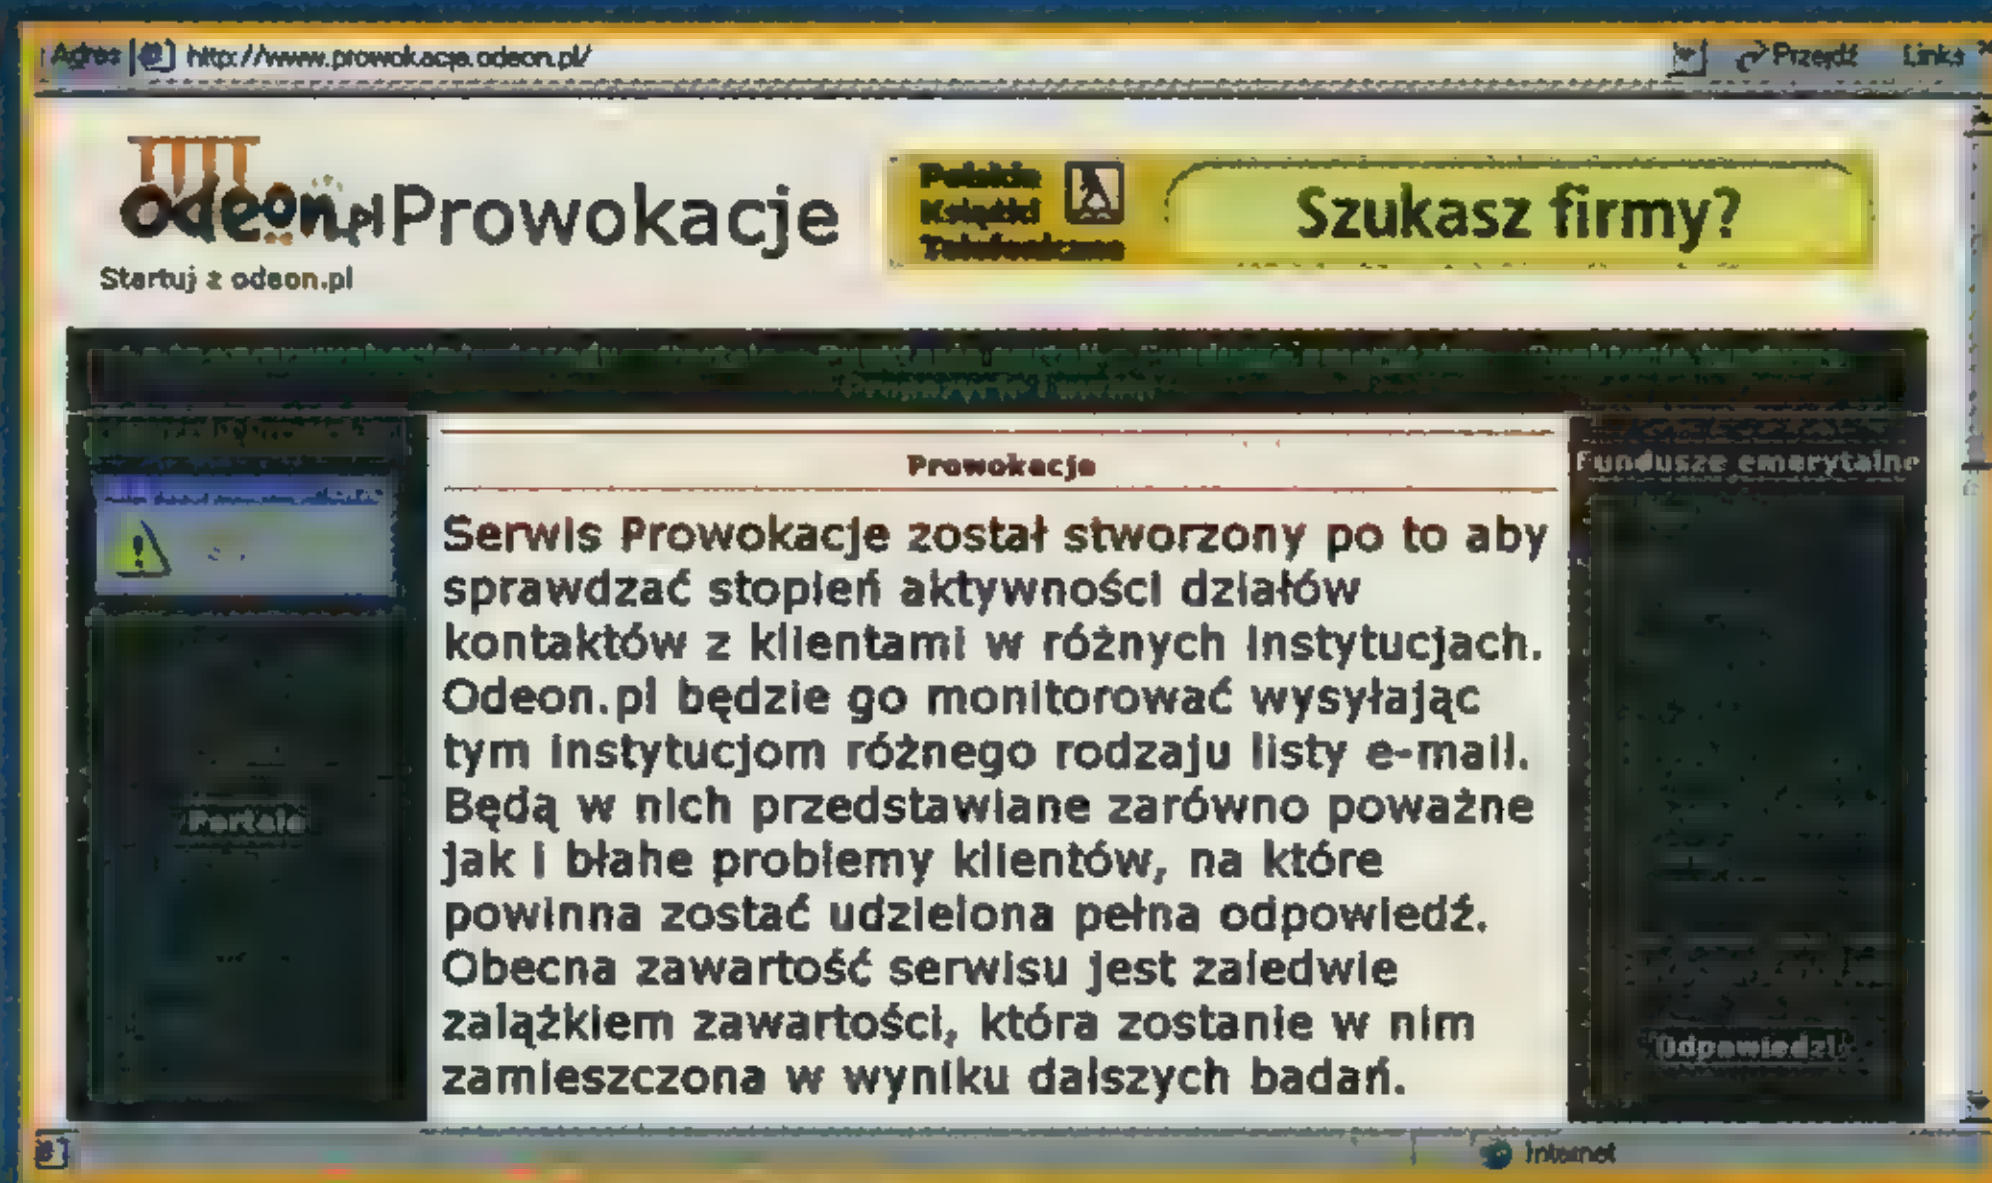 Adres http://www.prowokacje.odeon.pl/ Przejdź Links
odeon.pl Prowokacje
Polskie
Książki
Telefoniczne
Szukasz firmy?
Startuj z odeon.pl
Prowokacje
Fundusze emerytalne
Serwis Prowokacje został stworzony po to aby
sprawdzać stopień aktywności działów
kontaktów z klientami w różnych instytucjach.
Odeon.pl będzie go monitorować wysyłając
tym instytucjom różnego rodzaju listy e-mail.
Będą w nich przedstawiane zarówno poważne
jak i błahe problemy klientów, na które
powinna zostać udzielona pełna odpowiedź.
Obecna zawartość serwisu jest zaledwie
zalążkiem zawartości, która zostanie w nim
zamieszczona w wyniku dalszych badań.
Portale
Odpowiedzi
Internet